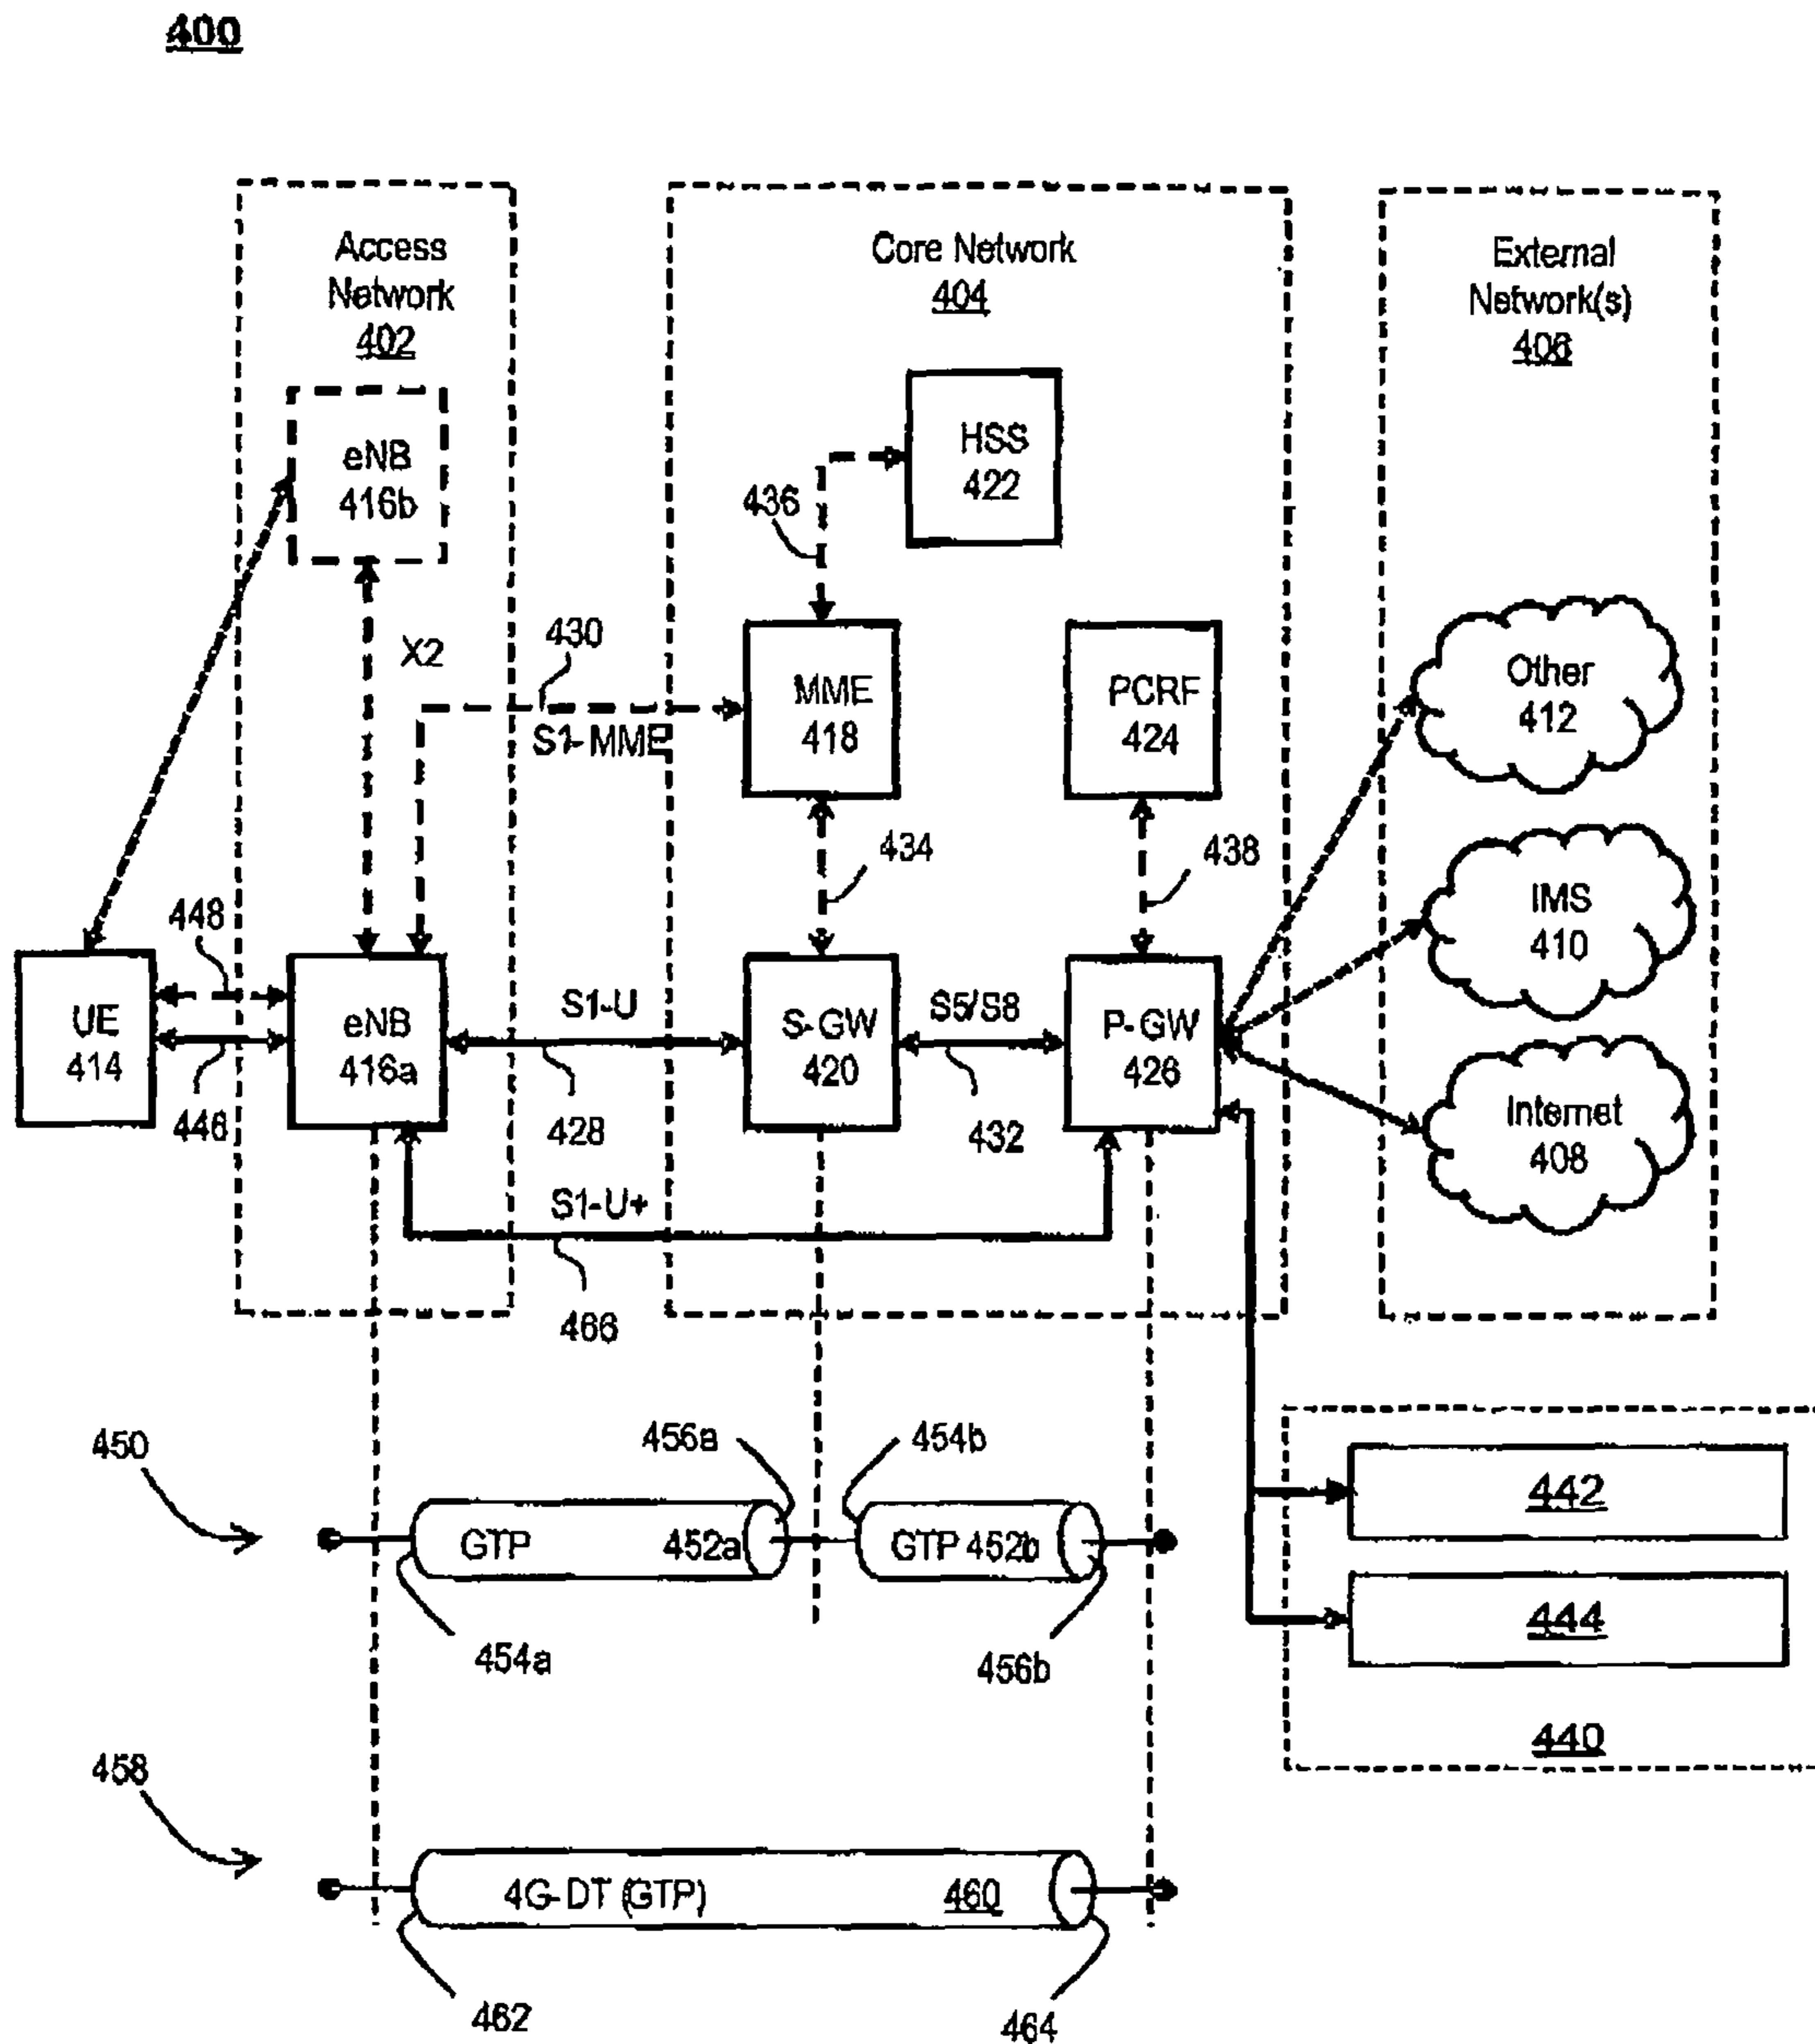 400
Access
Network
402
Core Network
404
External
Network(s)
406
eNB
416b
HSS
422
436
X2
430
S1-MME
MME
418
PCRF
424
Other
412
434
438
IMS
410
448
UE
414
eNB
416a
S1-U
S-GW
420
S5/S8
P-GW
426
Internet
408
446
428
432
S1-U+
466
450
456a
454b
GTP
452a
GTP 452b
442
444
454a
456b
440
458
4G-DT (GTP)
460
462
464